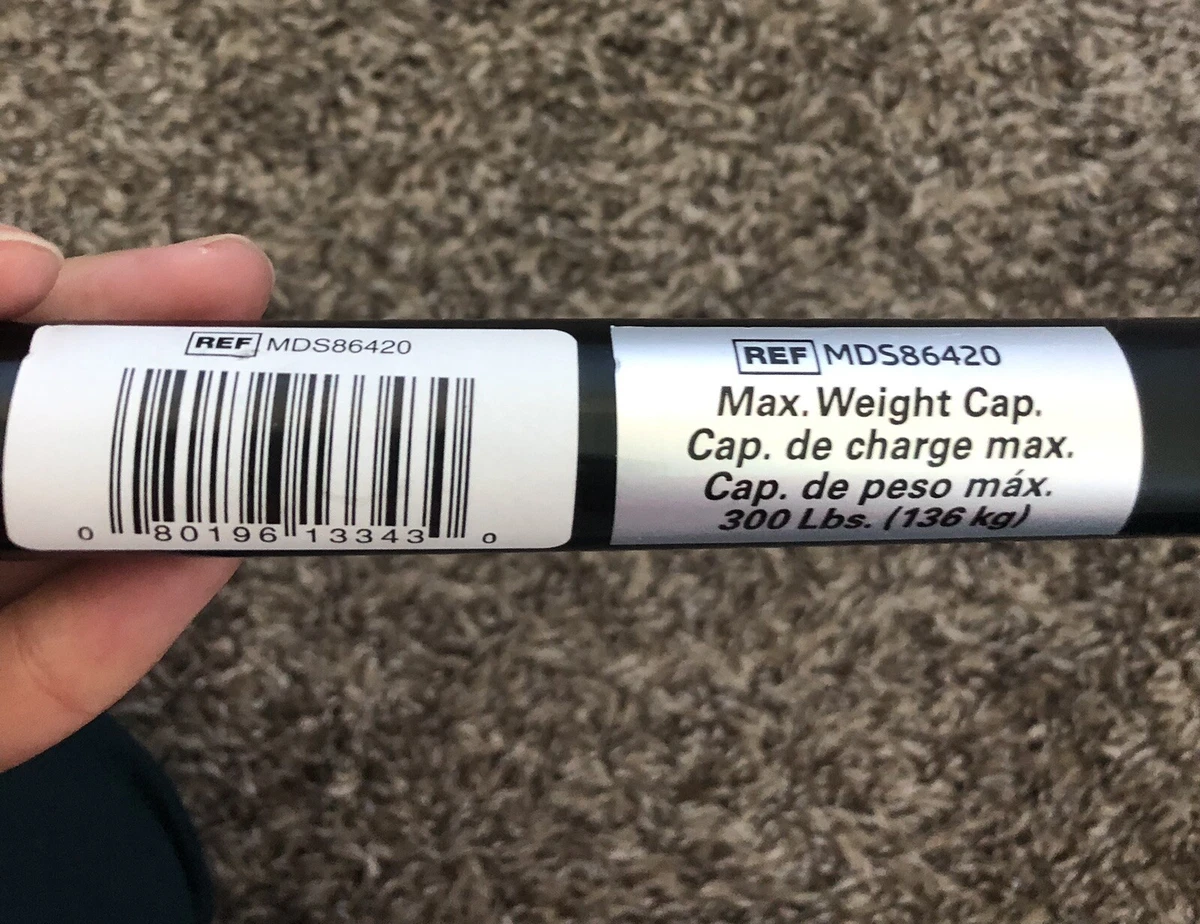 REF MDS86420
0 80196 13343 0
REF MDS86420
Max. Weight Cap.
Cap. de charge max.
Cap. de peso máx.
300 Lbs. (136 kg)